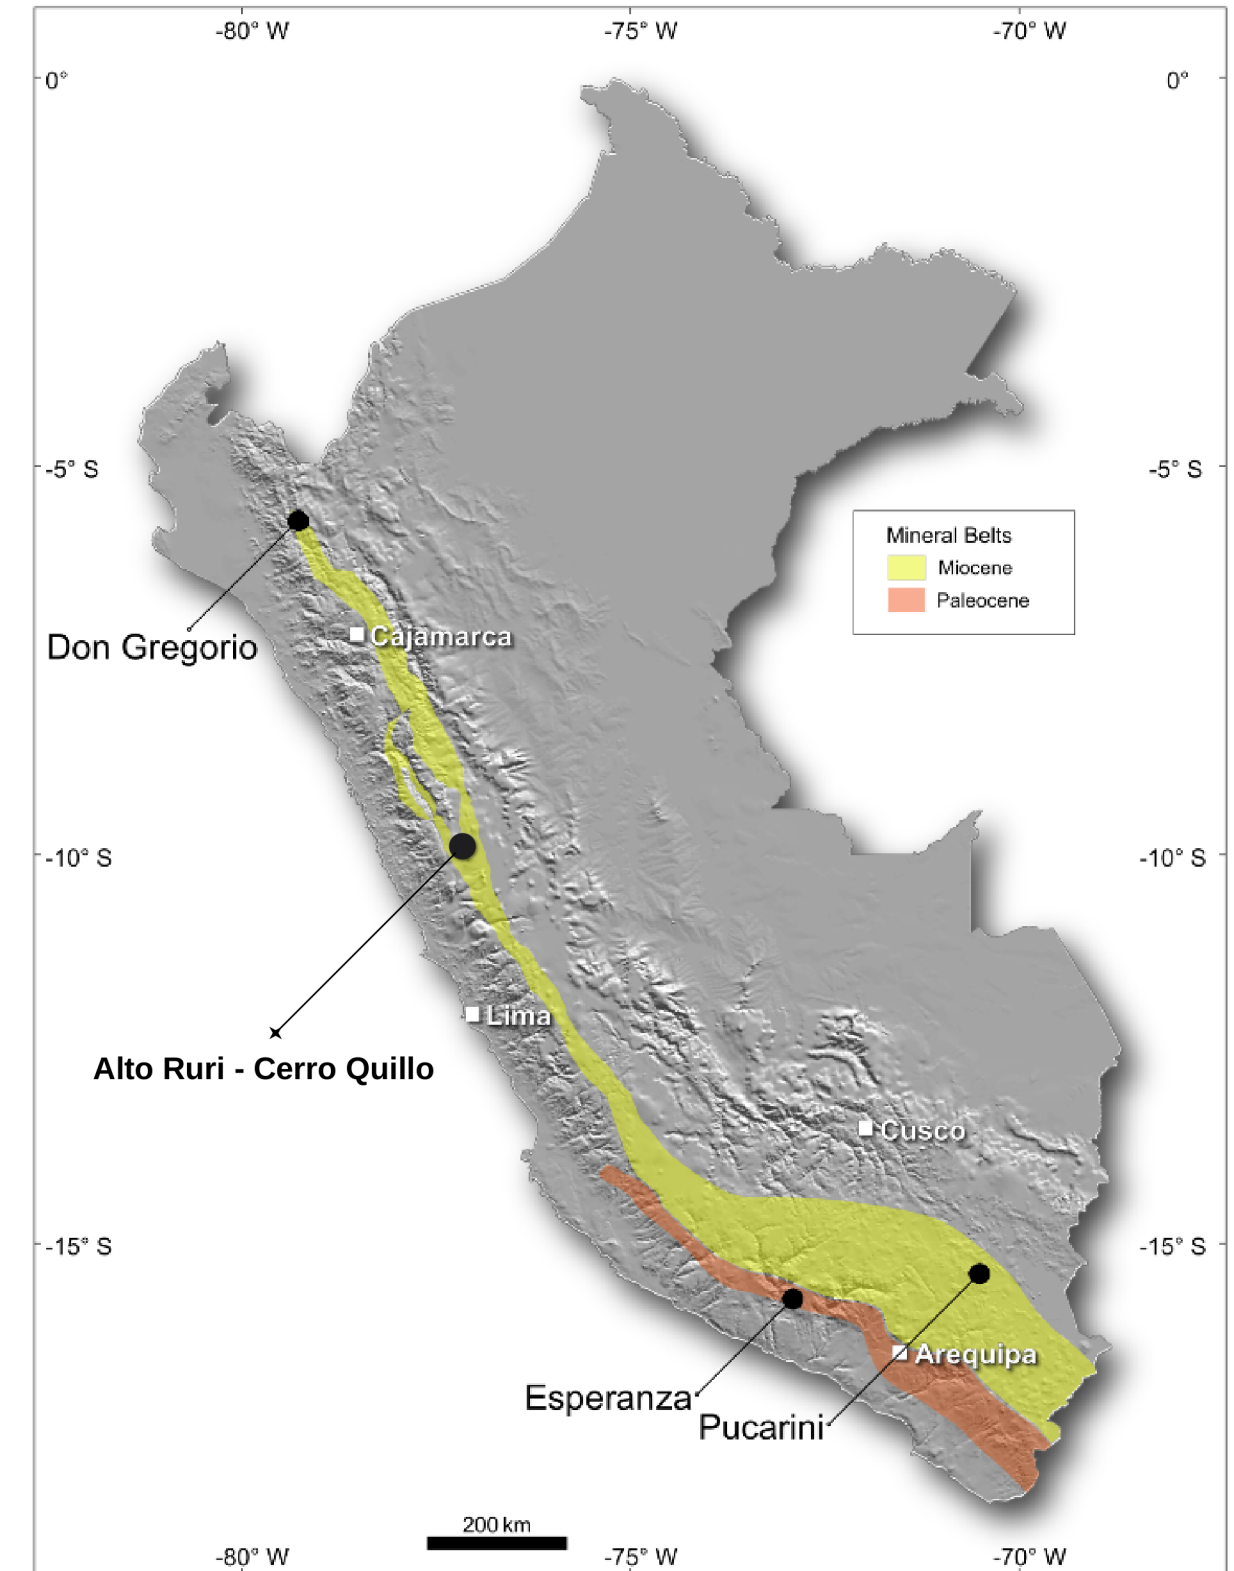 -80° W -75° W -70° W
0° 0°
-5° S -5° S
Mineral Belts
Miocene
Paleocene
Don Gregorio
Cajamarca
-10° S -10° S
Lima
Alto Ruri - Cerro Quillo
Cusco
-15° S -15° S
Arequipa
Esperanza
Pucarini
200 km
-80° W -75° W -70° W